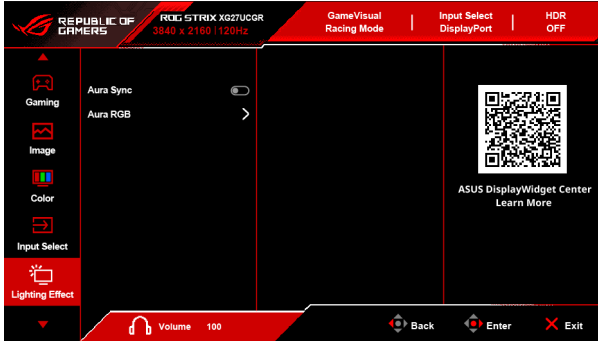 REPUBLIC OF
GAMERS
ROG STRIX XG27UCGR
3840 x 2160 | 120Hz
GameVisual
Racing Mode
Input Select
DisplayPort
HDR
OFF
Gaming
Image
Color
Input Select
Lighting Effect
Aura Sync
Aura RGB
ASUS DisplayWidget Center
Learn More
Volume 100
Back
Enter
Exit